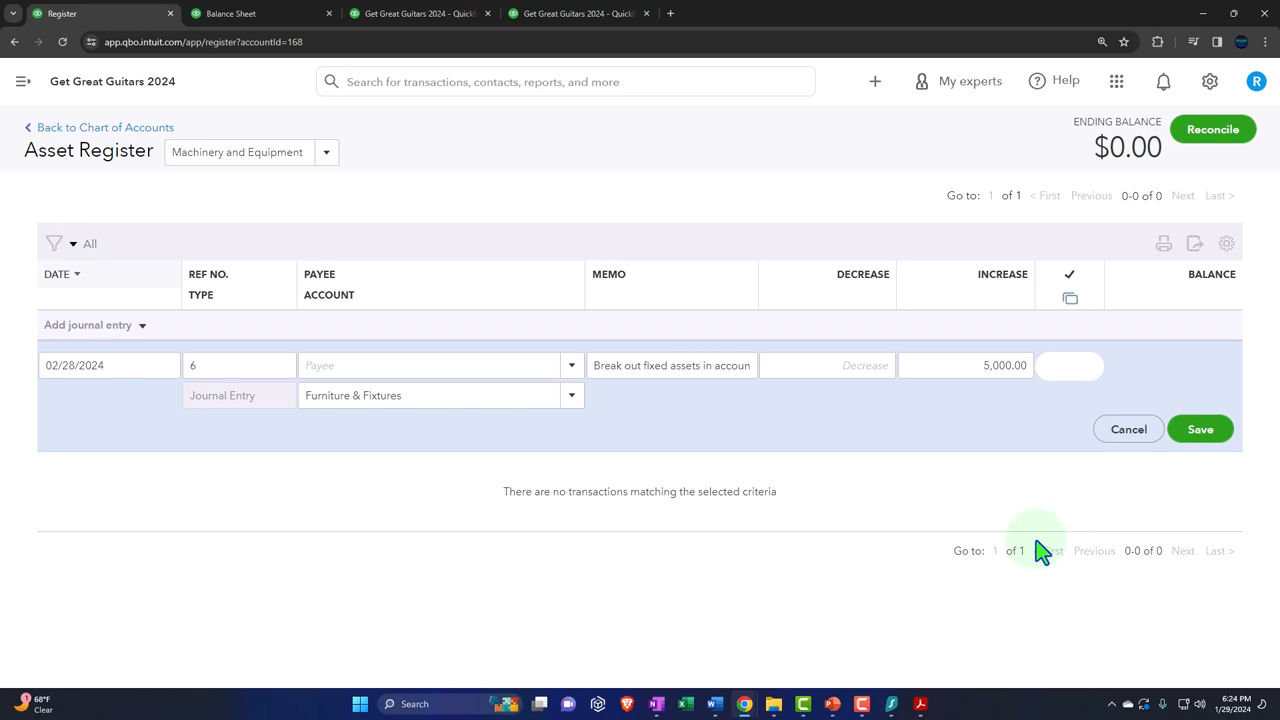 Register
Balance Sheet
Get Great Guitars 2024 - QuickB
Get Great Guitars 2024 - QuickB
app.qbo.intuit.com/app/register?accountId=168
Get Great Guitars 2024
Search for transactions, contacts, reports, and more
My experts
Help
R
Back to Chart of Accounts
Asset Register
Machinery and Equipment
ENDING BALANCE
$0.00
Reconcile
Go to: 1 of 1 < First Previous 0-0 of 0 Next Last >
All
DATE REF NO. PAYEE MEMO DECREASE INCREASE BALANCE
TYPE ACCOUNT
Add journal entry
02/28/2024 6 Payee Break out fixed assets in accoun Decrease 5,000.00
Journal Entry Furniture & Fixtures
Cancel Save
There are no transactions matching the selected criteria
Go to: 1 of 1 Previous 0-0 of 0 Next Last >
68°F
Clear
Search
6:24 PM
1/29/2024